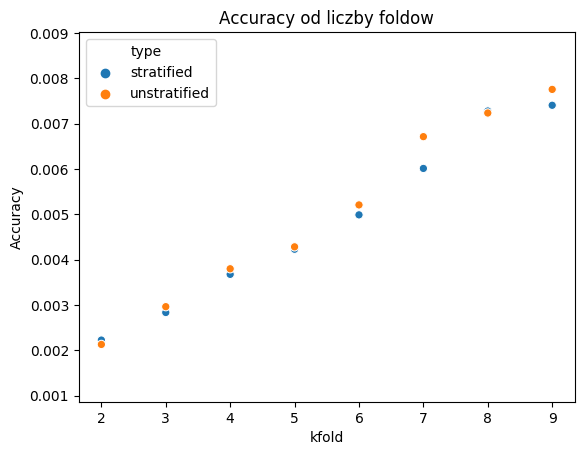 Accuracy od liczby foldow
0.009
0.008
0.007
0.006
0.005
0.004
0.003
0.002
0.001
Accuracy
type
stratified
unstratified
2 3 4 5 6 7 8 9
kfold